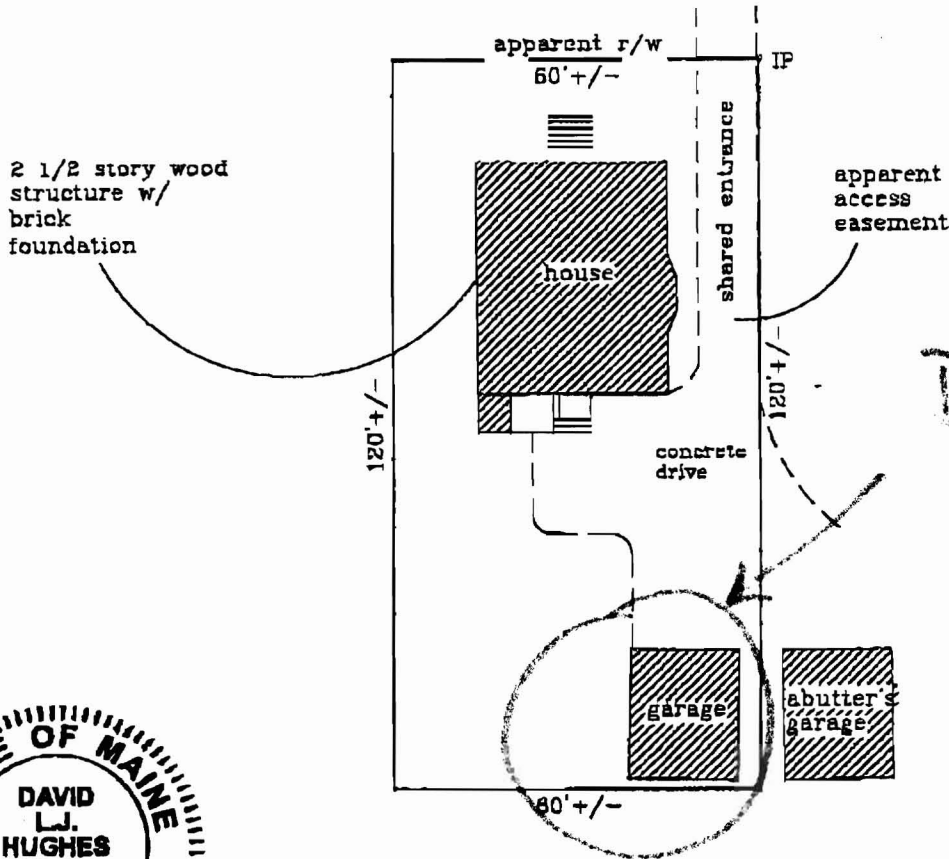 apparent r/w
60'+/-
IP
2 1/2 story wood
structure w/
brick
foundation
shared entrance
apparent
access
easement
house
120'+/-
120'+/-
concrete
drive
garage
abutter's
garage
60'+/-
OF MAINE
DAVID
L.J.
HUGHES